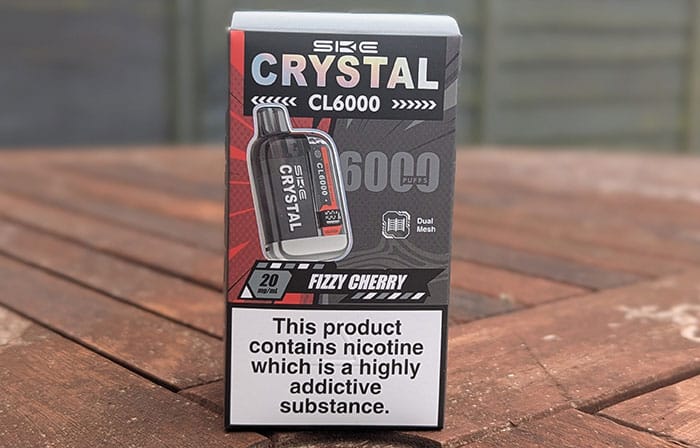 SKE
CRYSTAL
CL6000
SKE
CRYSTAL
CL6000
6000
PUFFS
Dual
Mesh
20
mg/mL
FIZZY CHERRY
This product
contains nicotine
which is a highly
addictive
substance.